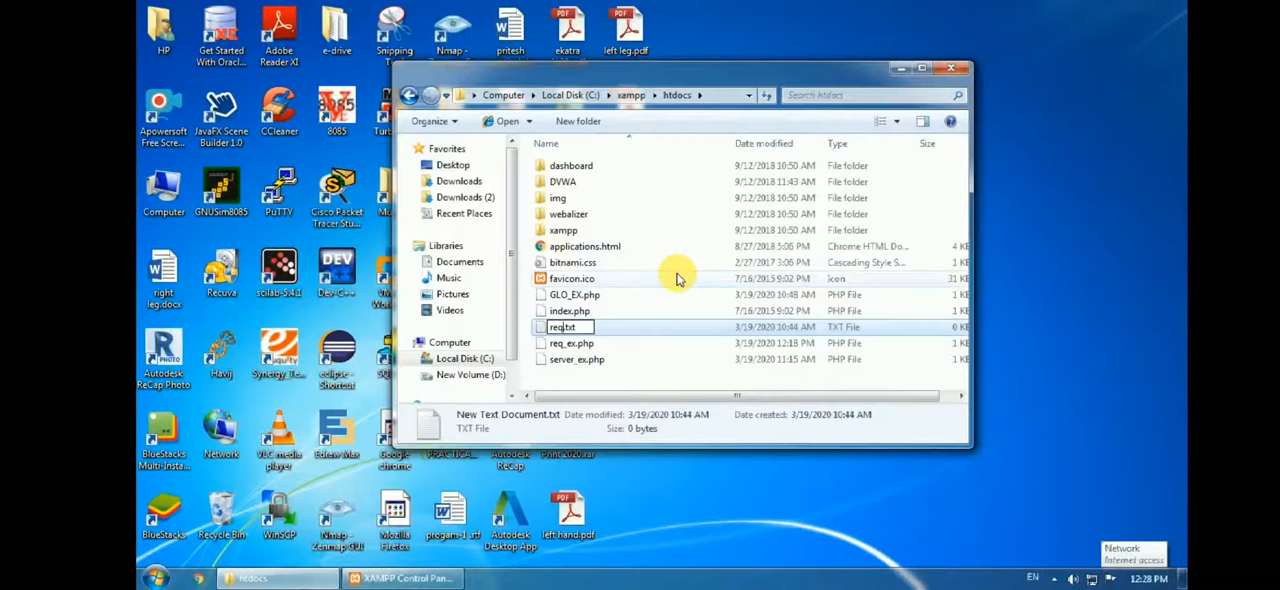 HP
Get Started
With Oracl...
Adobe
Reader XI
e-drive
Snipping
Nmap -
pritesh
ekatra
left leg.pdf
Apowersoft
Free Scre...
JavaFX Scene
Builder 1.0
CCleaner
8085
Computer
GNUSim8085
PuTTY
Cisco Packet
Tracer Stu...
right
leg.docx
Recuva
scilab-5.4.1
Dev-C++
Autodesk
ReCap Photo
Havij
Synergy_Te...
eclipse -
Shortcut
BlueStacks
Multi-Insta...
Network
VLC media
player
Edraw Max
Google
chrome
Autodesk
ReCap
Print 2020.rar
BlueStacks
Recycle Bin
WinSCP
Nmap -
Zenmap GUI
Mozilla
Firefox
progam-1 .rtf
Autodesk
Desktop App
left hand.pdf
Computer
Local Disk (C:)
xampp
htdocs
Search htdocs
Organize
Open
New folder
Favorites
Desktop
Downloads
Downloads (2)
Recent Places
Libraries
Documents
Music
Pictures
Videos
Computer
Local Disk (C:)
New Volume (D:)
Name Date modified Type Size
dashboard 9/12/2018 10:50 AM File folder
DVWA 9/12/2018 11:43 AM File folder
img 9/12/2018 10:50 AM File folder
webalizer 9/12/2018 10:50 AM File folder
xampp 9/12/2018 10:50 AM File folder
applications.html 8/27/2018 5:06 PM Chrome HTML Do... 4 KB
bitnami.css 2/27/2017 3:06 PM Cascading Style S... 1 KB
favicon.ico 7/16/2015 9:02 PM Icon 31 KB
GLO_EX.php 3/19/2020 10:48 AM PHP File 1 KB
index.php 7/16/2015 9:02 PM PHP File 1 KB
req.txt 3/19/2020 10:44 AM TXT File 0 KB
req_ex.php 3/19/2020 12:18 PM PHP File 1 KB
server_ex.php 3/19/2020 11:15 AM PHP File 1 KB
New Text Document.txt Date modified: 3/19/2020 10:44 AM Date created: 3/19/2020 10:44 AM
TXT File Size: 0 bytes
Network
Internet access
htdocs
XAMPP Control Pan...
EN
12:28 PM